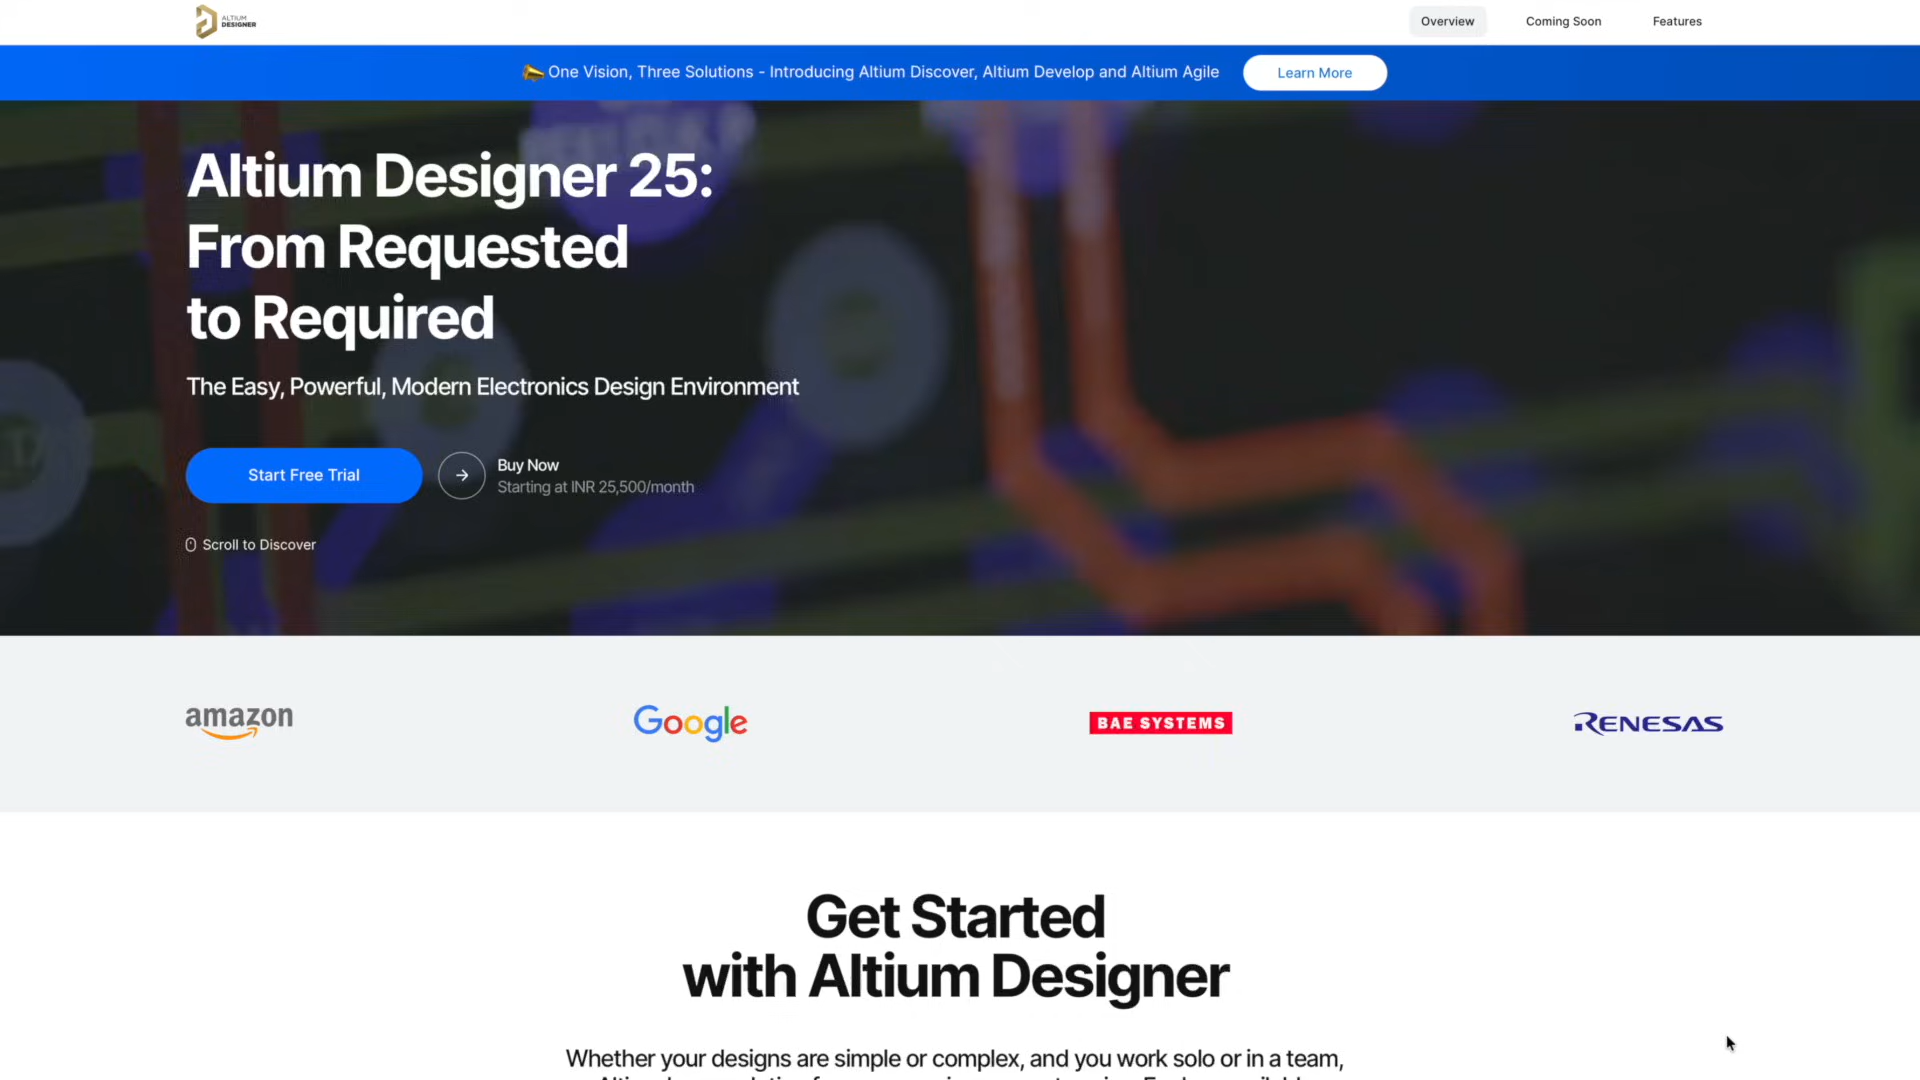 ALTIUM
DESIGNER
Overview
Coming Soon
Features
One Vision, Three Solutions - Introducing Altium Discover, Altium Develop and Altium Agile
Learn More
Altium Designer 25:
From Requested
to Required
The Easy, Powerful, Modern Electronics Design Environment
Start Free Trial
Buy Now
Starting at INR 25,500/month
Scroll to Discover
amazon
Google
BAE SYSTEMS
RENESAS
Get Started
with Altium Designer
Whether your designs are simple or complex, and you work solo or in a team,